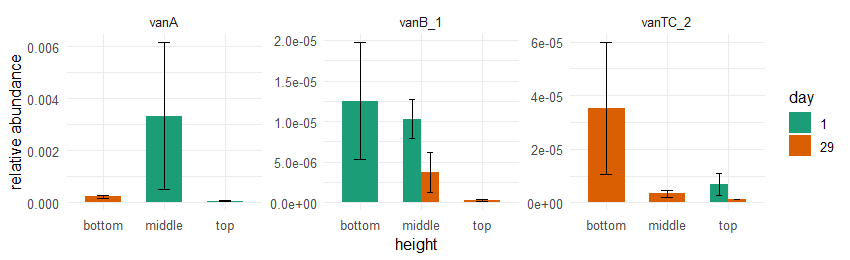 vanA
vanB_1
vanTC_2
relative abundance
0.006
0.004
0.002
0.000
2.0e-05
1.5e-05
1.0e-05
5.0e-06
0.0e+00
6e-05
4e-05
2e-05
0e+00
bottom middle top
bottom middle top
bottom middle top
height
day
1
29